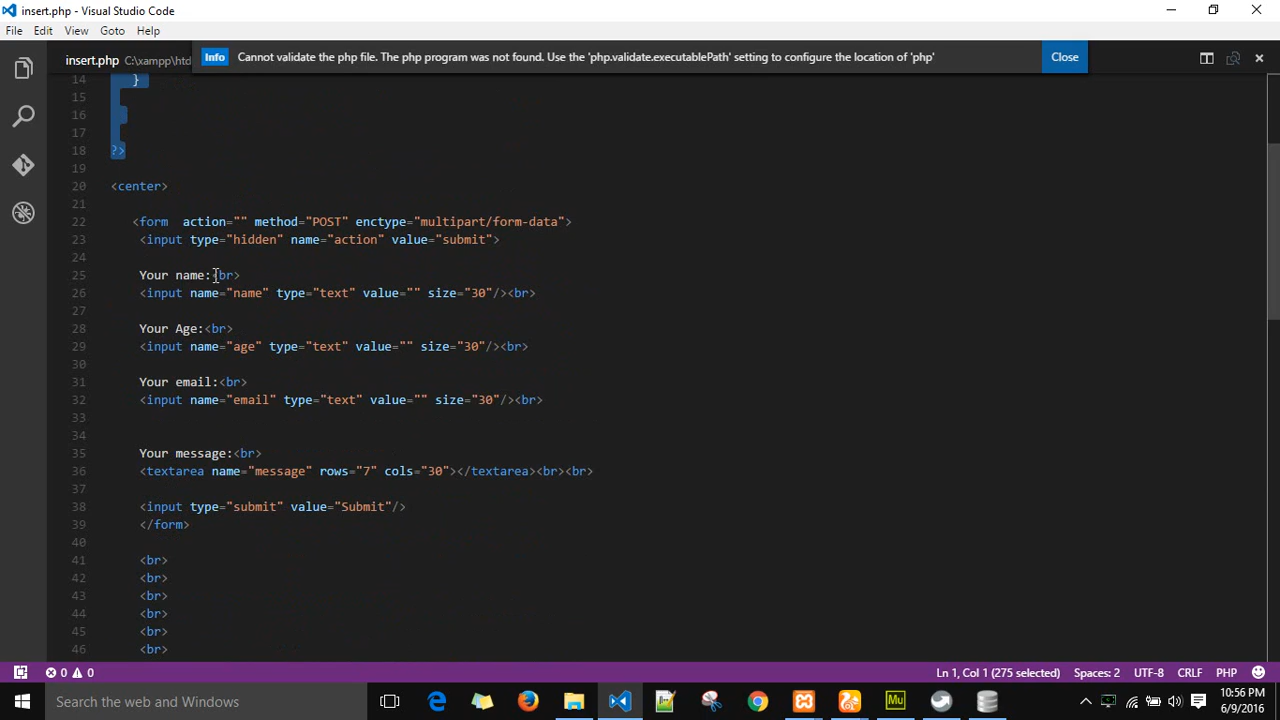 insert.php - Visual Studio Code
File Edit View Goto Help
insert.php C:\xampp\htd
Info Cannot validate the php file. The php program was not found. Use the 'php.validate.executablePath' setting to configure the location of 'php' Close
14 }
15
16
17
18 ?>
19
20 <center>
21
22 <form action="" method="POST" enctype="multipart/form-data">
23 <input type="hidden" name="action" value="submit">
24
25 Your name:<br>
26 <input name="name" type="text" value="" size="30"/><br>
27
28 Your Age:<br>
29 <input name="age" type="text" value="" size="30"/><br>
30
31 Your email:<br>
32 <input name="email" type="text" value="" size="30"/><br>
33
34
35 Your message:<br>
36 <textarea name="message" rows="7" cols="30"></textarea><br><br>
37
38 <input type="submit" value="Submit"/>
39 </form>
40
41 <br>
42 <br>
43 <br>
44 <br>
45 <br>
46 <br>
0 0 Ln 1, Col 1 (275 selected) Spaces: 2 UTF-8 CRLF PHP
Search the web and Windows
Mu
10:56 PM
6/9/2016